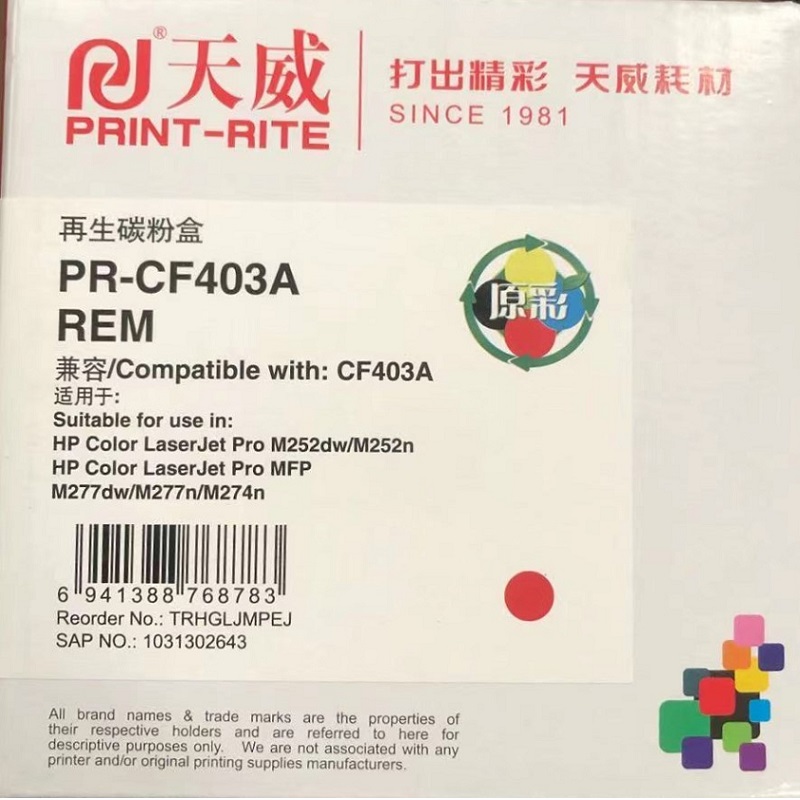 ® 天威
PRINT-RITE
打出精彩 天威耗材
SINCE 1981
再生碳粉盒
PR-CF403A
REM
原彩
兼容/Compatible with: CF403A
适用于:
Suitable for use in:
HP Color LaserJet Pro M252dw/M252n
HP Color LaserJet Pro MFP
M277dw/M277n/M274n
6 941388 768783
Reorder No.: TRHGLJMPEJ
SAP NO.: 1031302643
All brand names & trade marks are the properties of
their respective holders and are referred to here for
descriptive purposes only. We are not associated with any
printer and/or original printing supplies manufacturers.